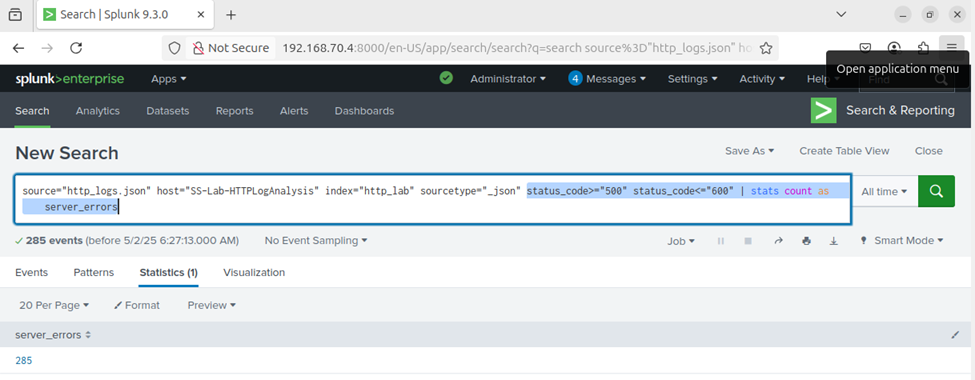 Search | Splunk 9.3.0
Not Secure 192.168.70.4:8000/en-US/app/search/search?q=search source%3D"http_logs.json" ho
Open application menu
splunk>enterprise Apps Administrator 4 Messages Settings Activity Help Find
Search Analytics Datasets Reports Alerts Dashboards Search & Reporting
New Search Save As Create Table View Close
source="http_logs.json" host="SS-Lab-HTTPLogAnalysis" index="http_lab" sourcetype="_json" status_code>="500" status_code<="600" | stats count as
server_errors
All time
285 events (before 5/2/25 6:27:13.000 AM) No Event Sampling Job Smart Mode
Events Patterns Statistics (1) Visualization
20 Per Page Format Preview
server_errors
285